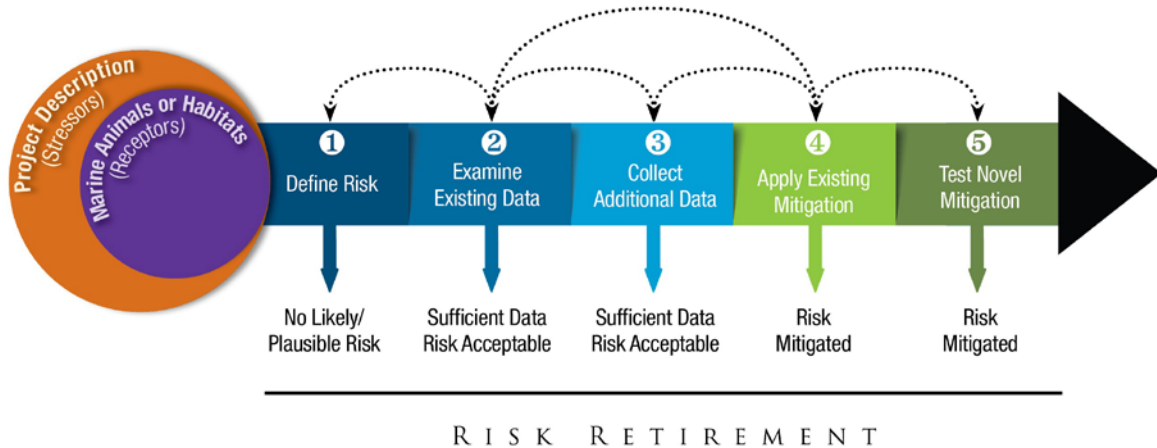 Project Description
(Stressors)
Marine Animals or Habitats
(Receptors)
1
Define Risk
2
Examine
Existing Data
3
Collect
Additional Data
4
Apply Existing
Mitigation
5
Test Novel
Mitigation
No Likely/
Plausible Risk
Sufficient Data
Risk Acceptable
Sufficient Data
Risk Acceptable
Risk
Mitigated
Risk
Mitigated
RISK RETIREMENT